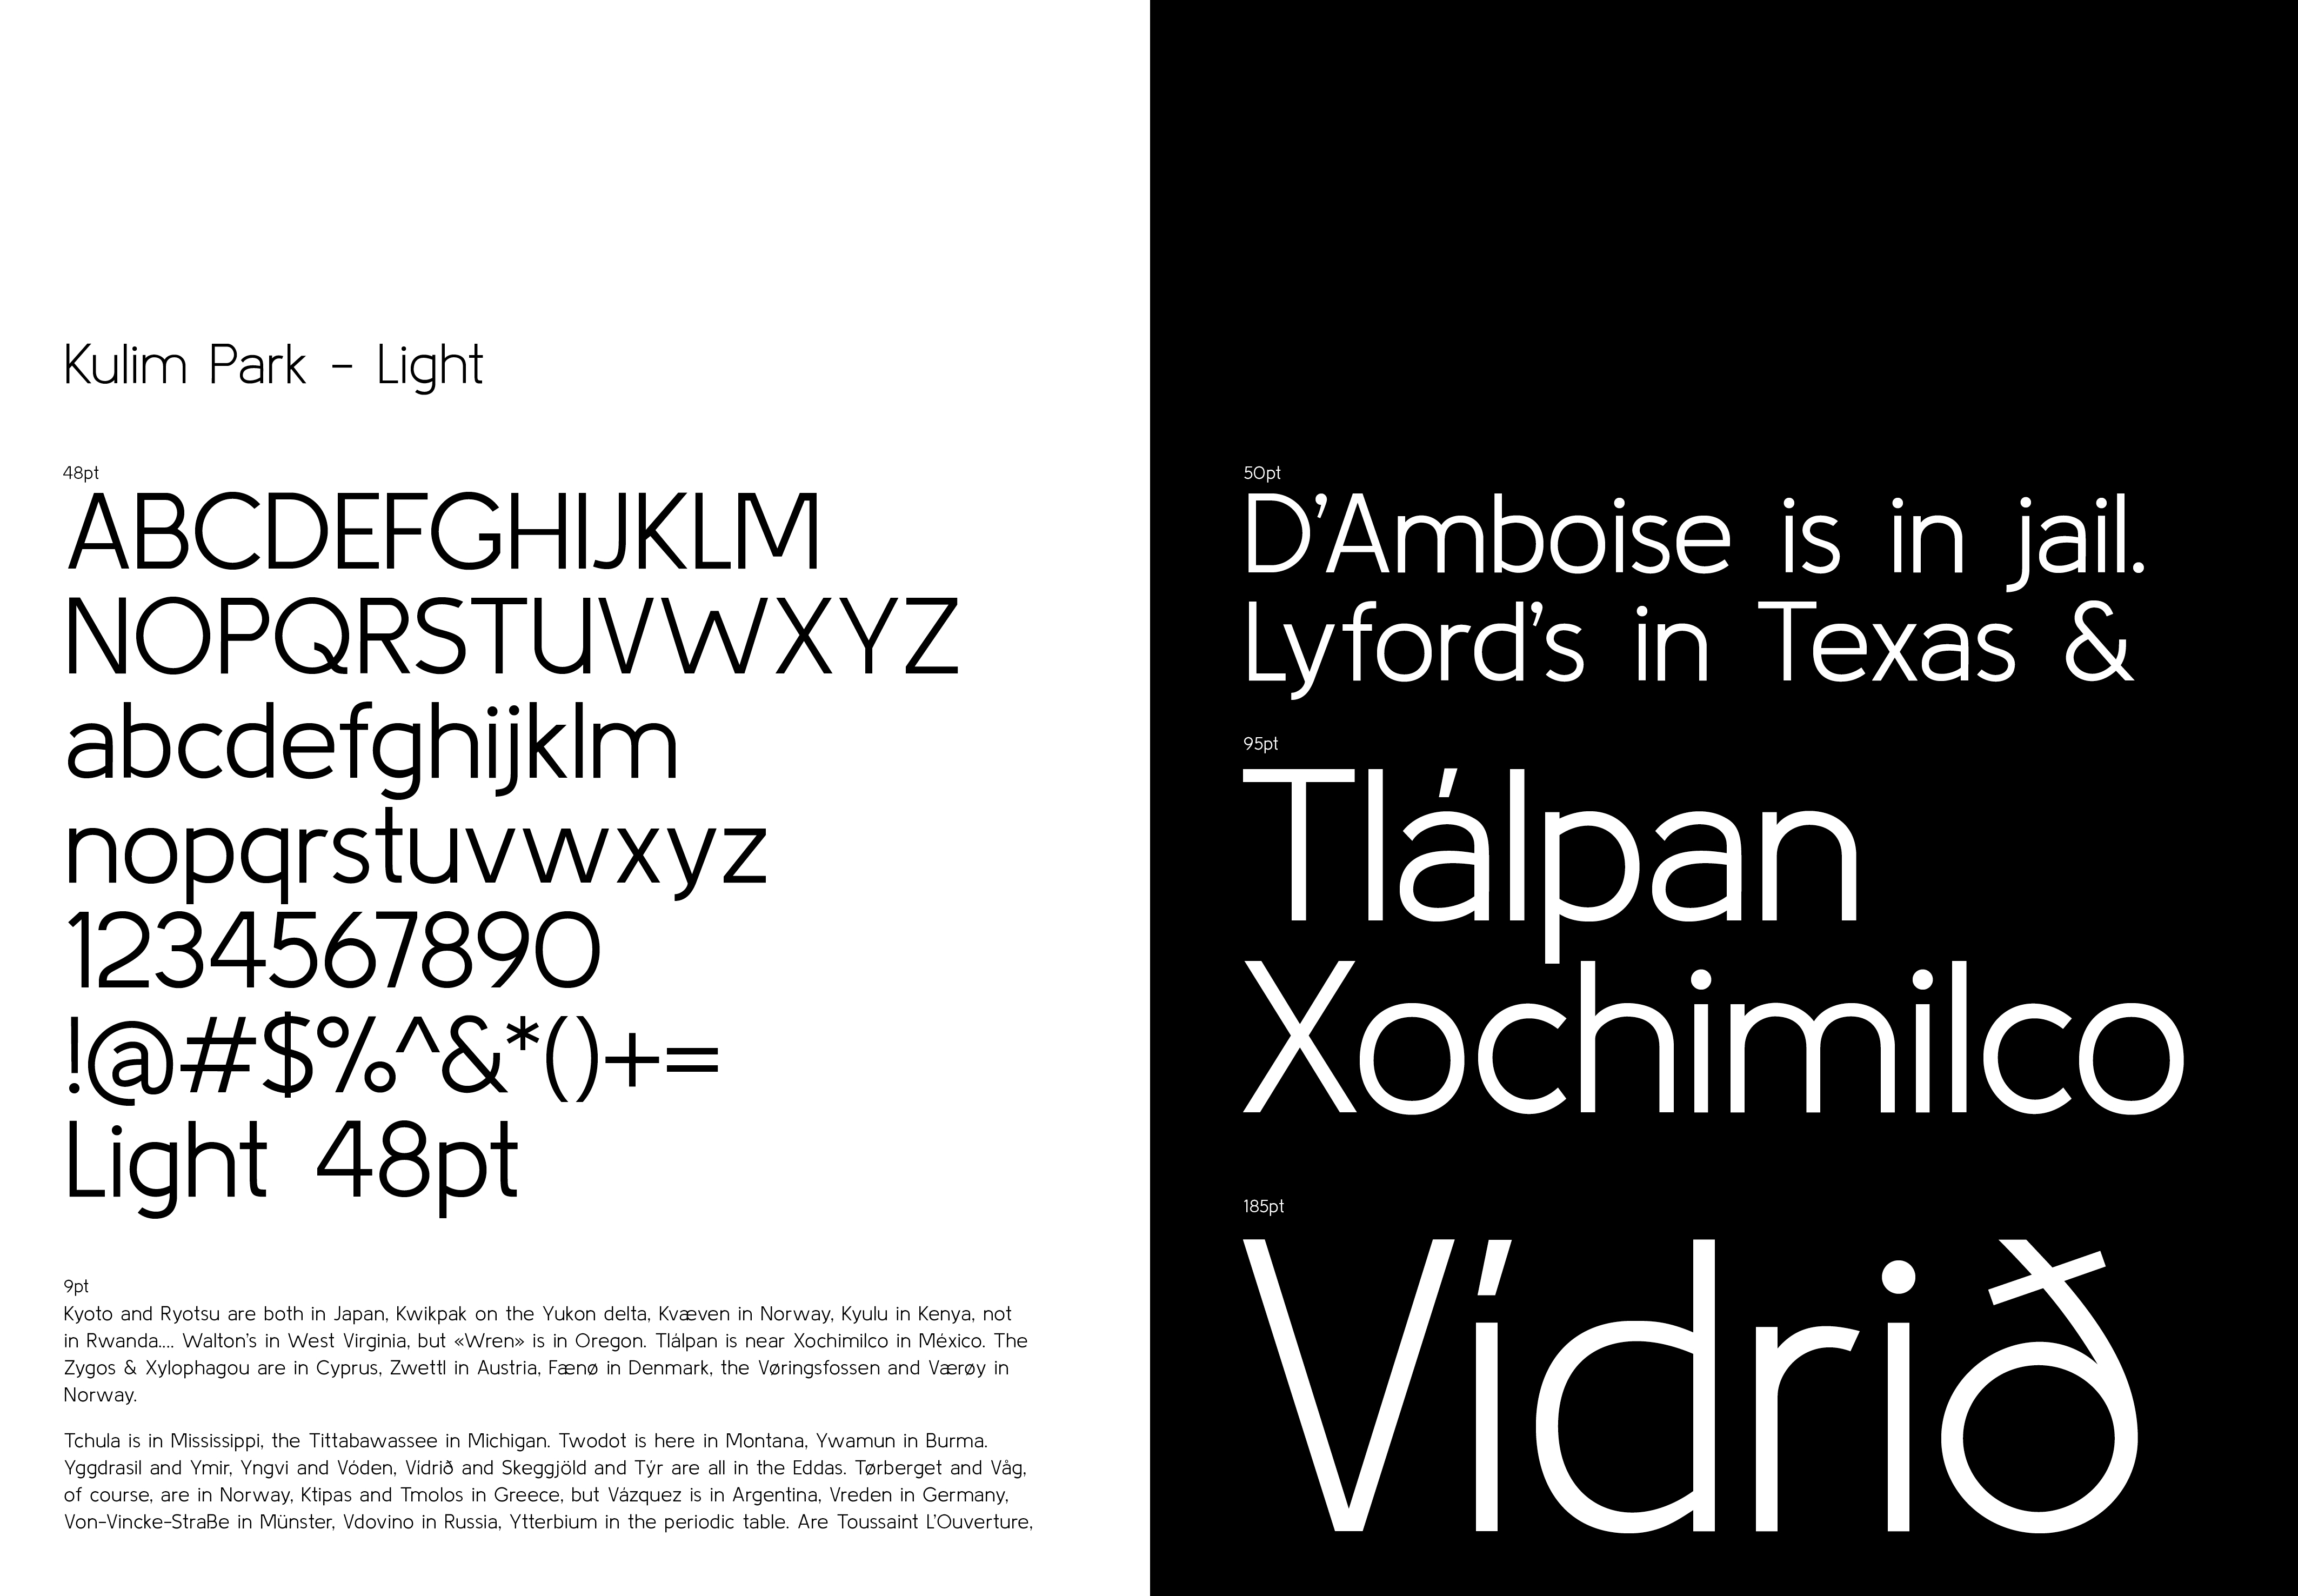 Kulim Park – Light
48pt
ABCDEFGHIJKLM
NOPQRSTUVWXYZ
abcdefghijklm
nopqrstuvwxyz
1234567890
!@#$%^&*()+=
Light 48pt
9pt
Kyoto and Ryotsu are both in Japan, Kwikpak on the Yukon delta, Kvæven in Norway, Kyulu in Kenya, not
in Rwanda.... Walton’s in West Virginia, but «Wren» is in Oregon. Tlálpan is near Xochimilco in México. The
Zygos & Xylophagou are in Cyprus, Zwettl in Austria, Fænø in Denmark, the Vøringsfossen and Værøy in
Norway.
Tchula is in Mississippi, the Tittabawassee in Michigan. Twodot is here in Montana, Ywamun in Burma.
Yggdrasil and Ymir, Yngvi and Vóden, Vídrið and Skeggjöld and Týr are all in the Eddas. Tørberget and Våg,
of course, are in Norway, Ktipas and Tmolos in Greece, but Vázquez is in Argentina, Vreden in Germany,
Von-Vincke-Straße in Münster, Vdovino in Russia, Ytterbium in the periodic table. Are Toussaint L’Ouverture,
50pt
D’Amboise is in jail.
Lyford’s in Texas &
95pt
Tlálpan
Xochimilco
185pt
Vídrið